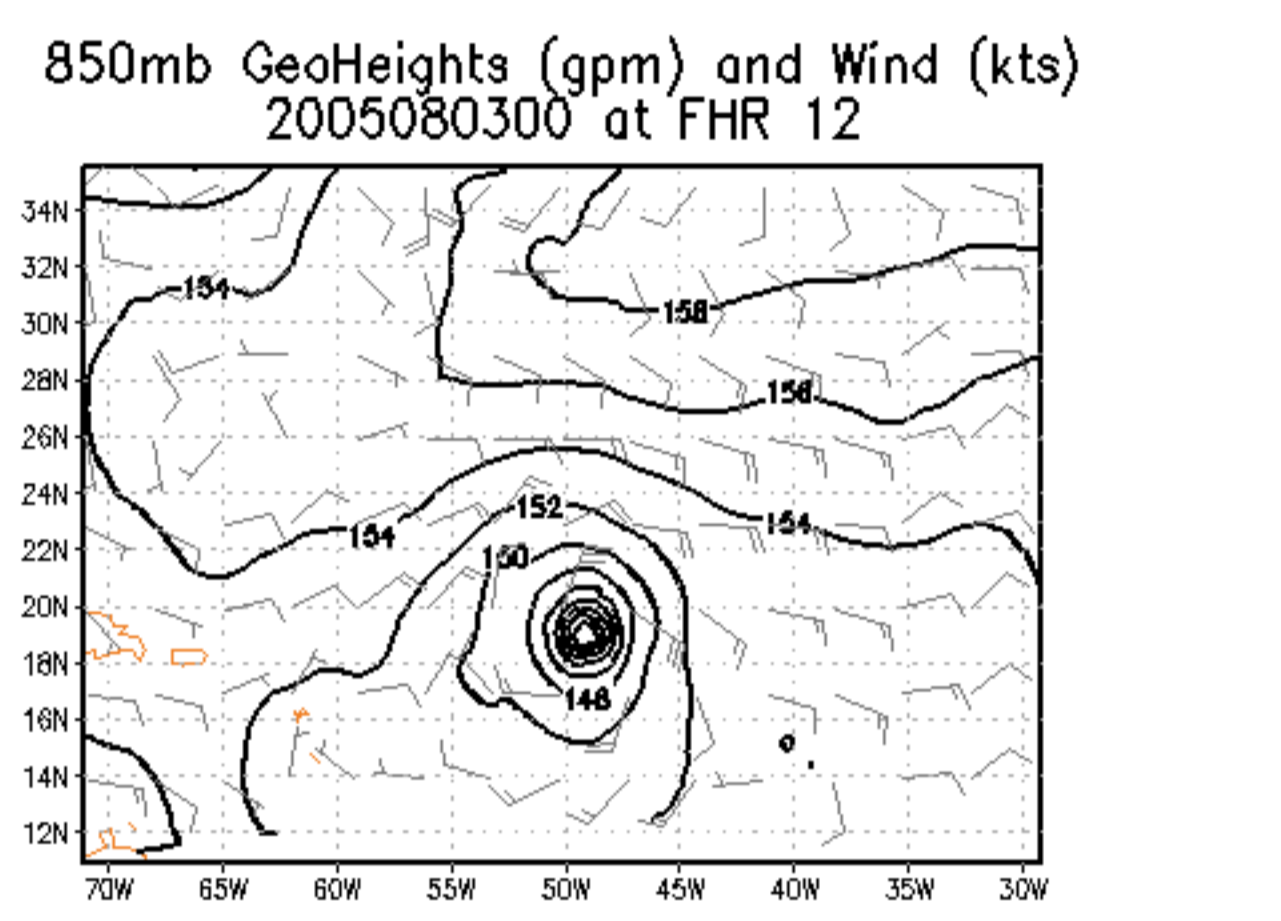 850mb GeoHeights (gpm) and Wind (kts)
2005080300 at FHR 12
34N
32N
154
30N
158
28N
156
26N
24N
152
154
154
22N
150
20N
18N
148
16N
14N
12N
70W 65W 60W 55W 50W 45W 40W 35W 30W